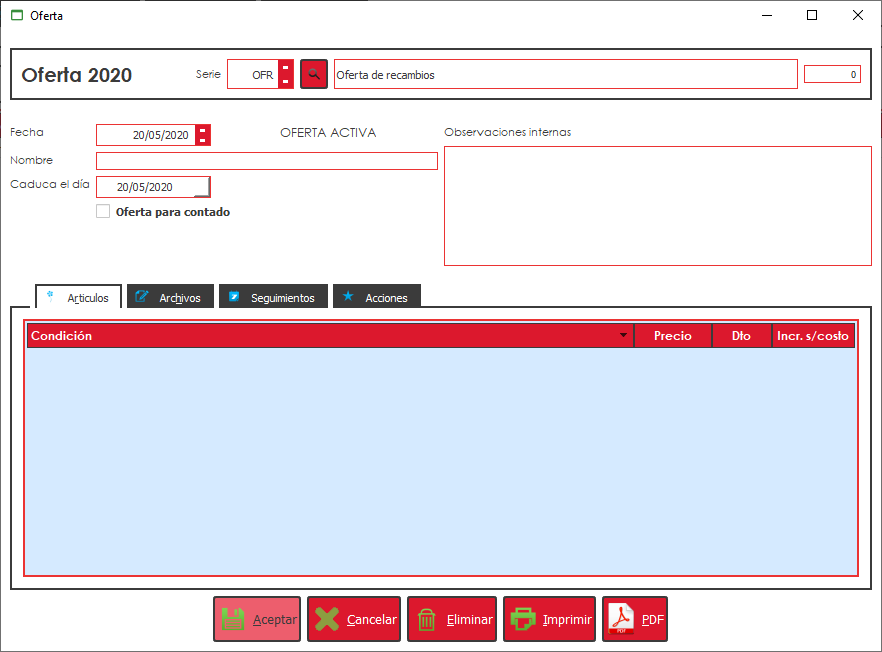 Oferta
Oferta 2020 Serie OFR Oferta de recambios 0
Fecha 20/05/2020 OFERTA ACTIVA Observaciones internas
Nombre
Caduca el día 20/05/2020
Oferta para contado
Articulos Archivos Seguimientos Acciones
Condición Precio Dto Incr. s/costo
Aceptar Cancelar Eliminar Imprimir PDF PDF